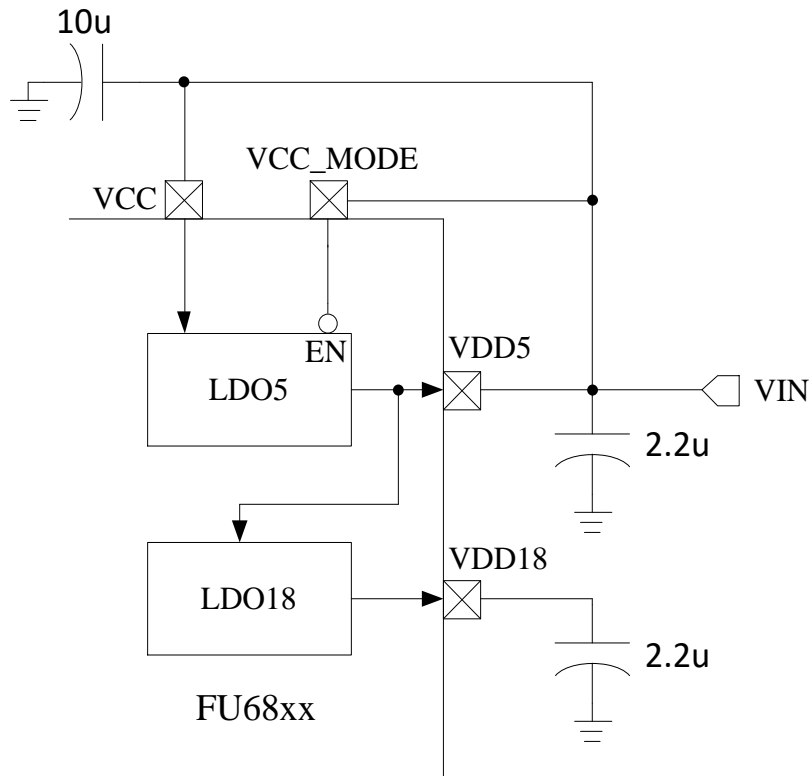 10u
VCC_MODE
VCC
EN
LDO5
VDD5
VIN
2.2u
VDD18
LDO18
2.2u
FU68xx